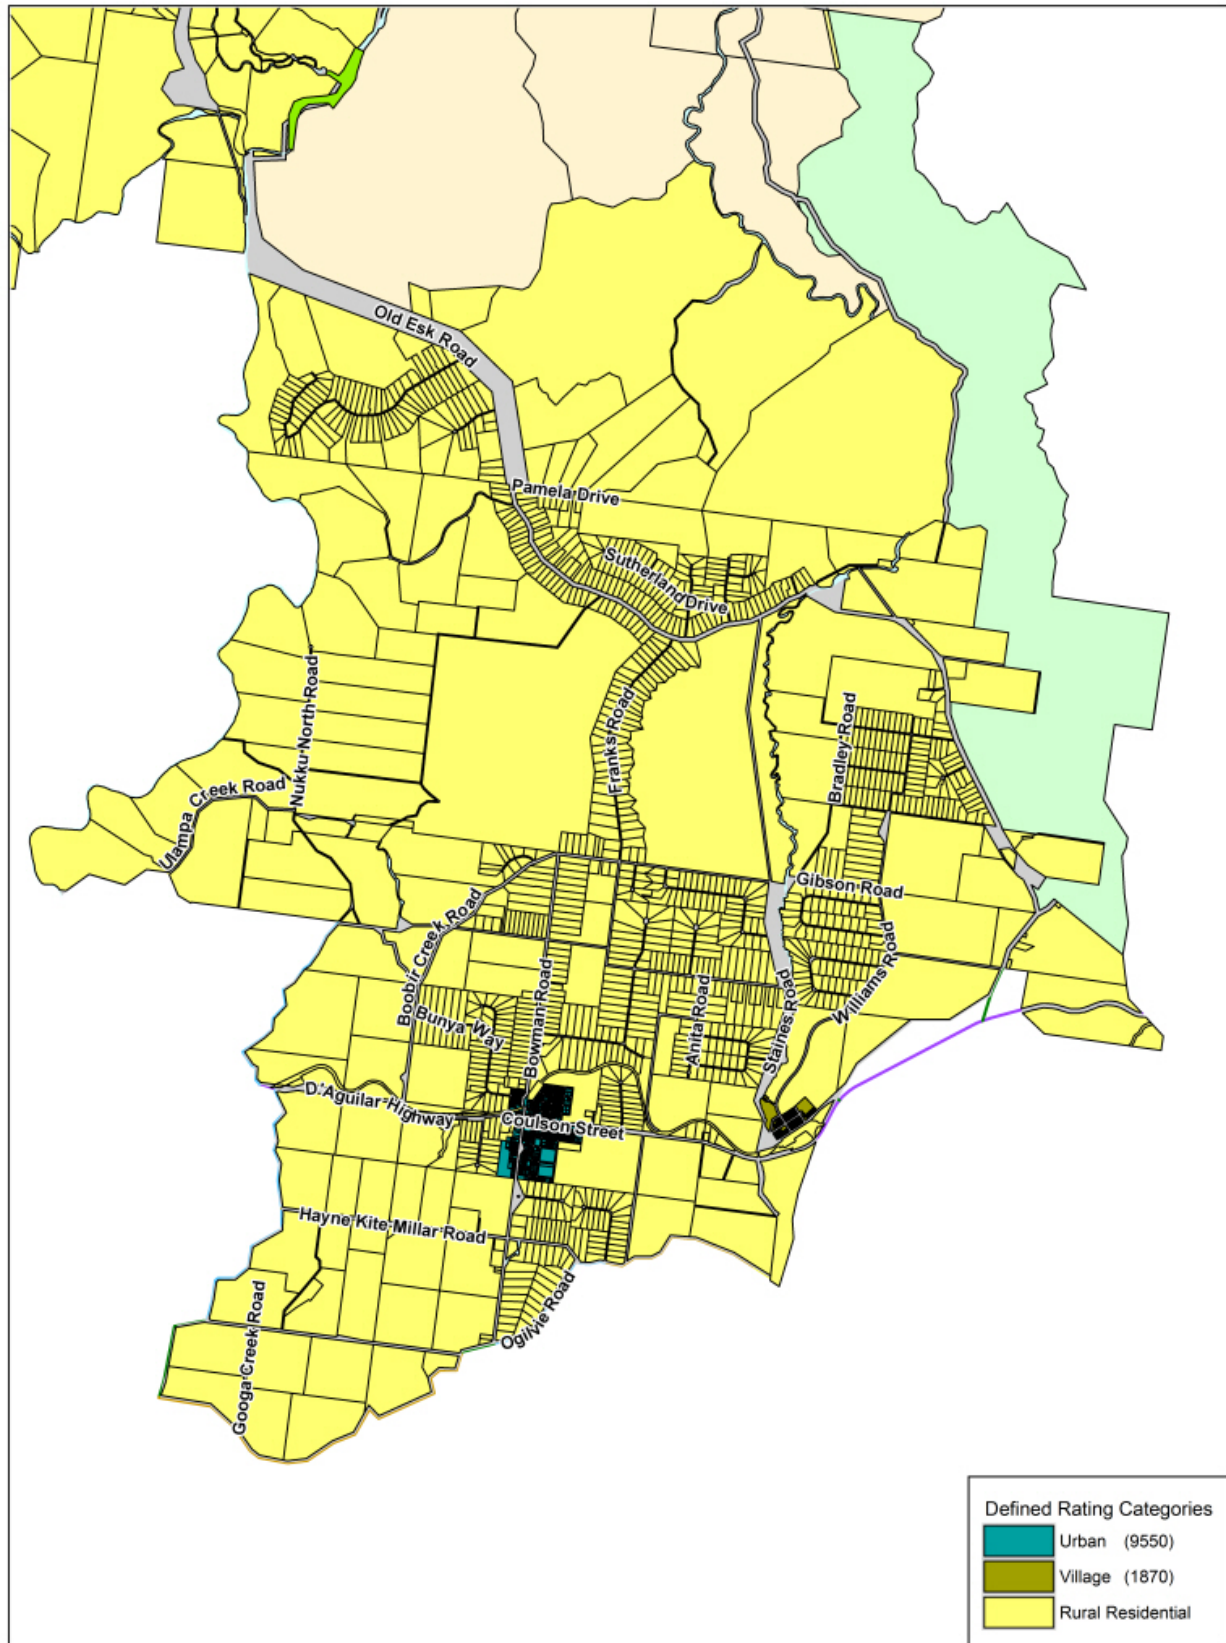 Old Esk Road
Pamela Drive
Sutherland Drive
Nukku North Road
Franks Road
Bradley Road
Ulampa Creek Road
Gibson Road
Boobir Creek Road
Williams Road
Bowman Road
Anita Road
Staines Road
Bunya Way
D'Aguilar Highway
Coulson Street
Hayne Kite Millar Road
Ogilvie Road
Googa Creek Road
Defined Rating Categories
Urban (9550)
Village (1870)
Rural Residential